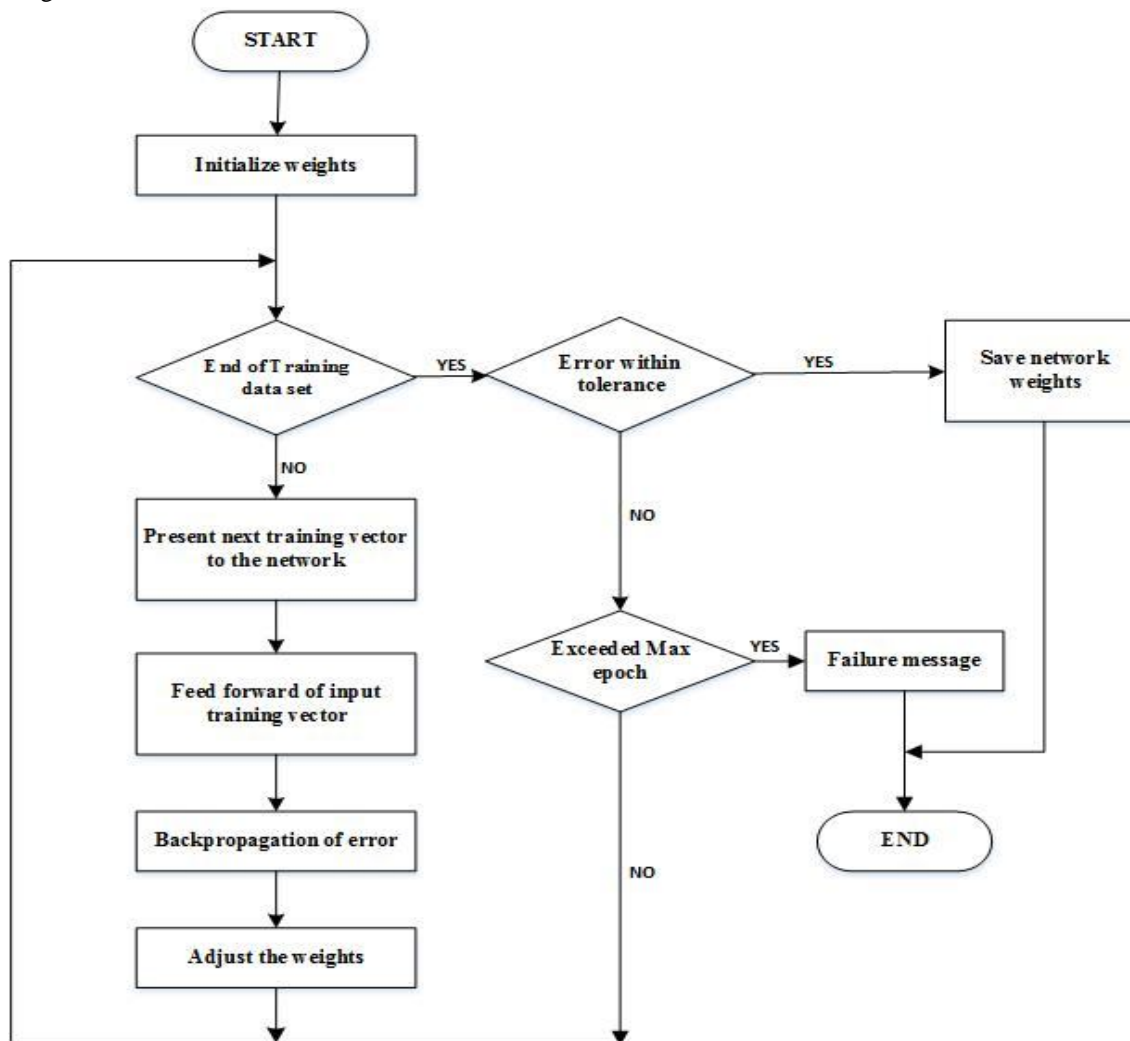 START
Initialize weights
End of Training
data set
YES
Error within
tolerance
YES
Save network
weights
NO
Present next training vector
to the network
NO
Feed forward of input
training vector
Exceeded Max
epoch
YES
Failure message
Backpropagation of error
END
NO
Adjust the weights